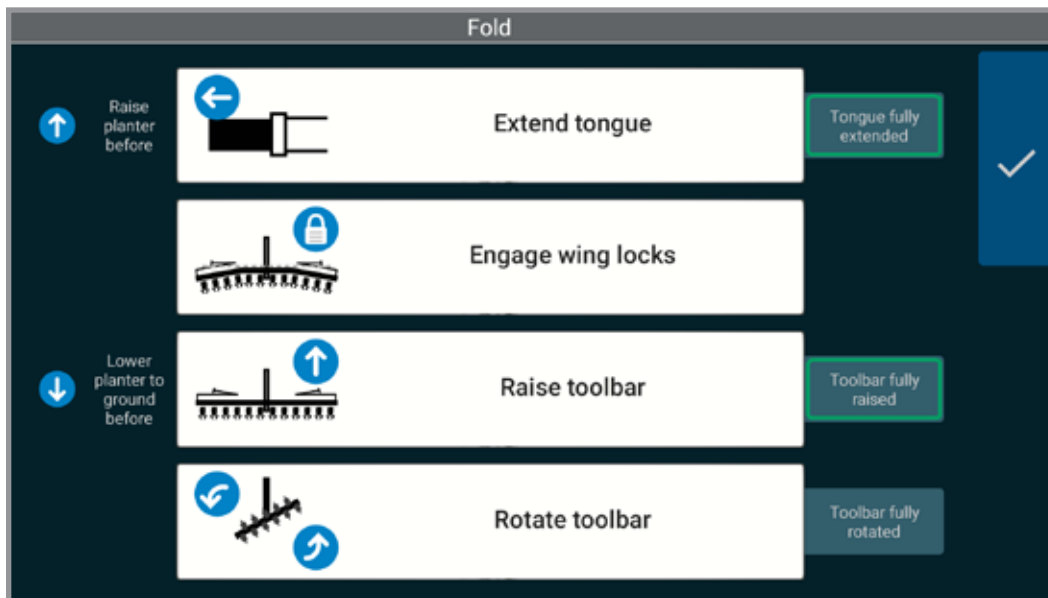 Fold
Raise
planter
before
Extend tongue
Tongue fully
extended
Engage wing locks
Lower
planter to
ground
before
Raise toolbar
Toolbar fully
raised
Rotate toolbar
Toolbar fully
rotated